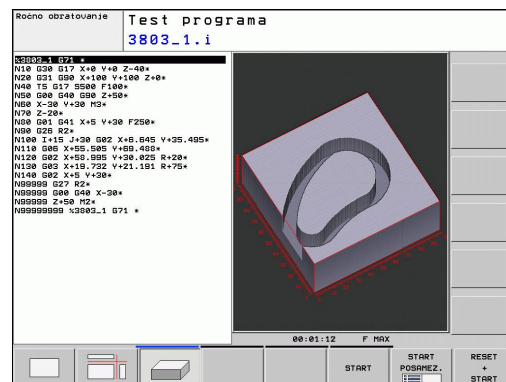 Ročno obratovanje
Test programa
3803_1.i
%3803_1 G71 *
N10 G30 G17 X+0 Y+0 Z-40*
N20 G31 G90 X+100 Y+100 Z+0*
N40 T5 G17 S500 F100*
N50 G00 G40 G90 Z+50*
N60 X-30 Y+30 M3*
N70 Z-20*
N80 G01 G41 X+5 Y+30 F250*
N90 G26 R2*
N100 I+15 J+30 G02 X+6.645 Y+35.495*
N110 G06 X+55.505 Y+69.488*
N120 G02 X+58.995 Y+30.025 R+20*
N130 G03 X+19.732 Y+21.191 R+75*
N140 G02 X+5 Y+30*
N99999 G27 R2*
N99999 G00 G40 X-30*
N99999 Z+50 M2*
N99999999 %3803_1 G71 *
00:01:12 F MAX
START
START POSAMEZ.
RESET + START